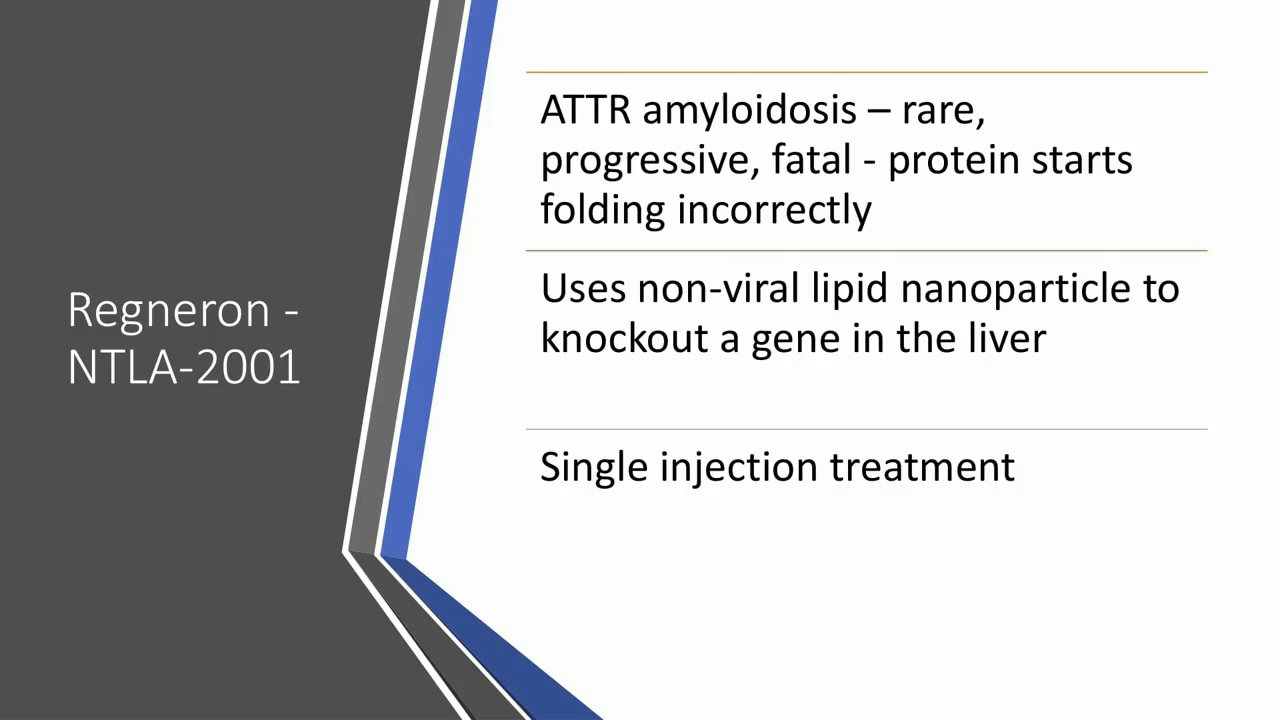 Regneron -
NTLA-2001
ATTR amyloidosis – rare,
progressive, fatal - protein starts
folding incorrectly
Uses non-viral lipid nanoparticle to
knockout a gene in the liver
Single injection treatment